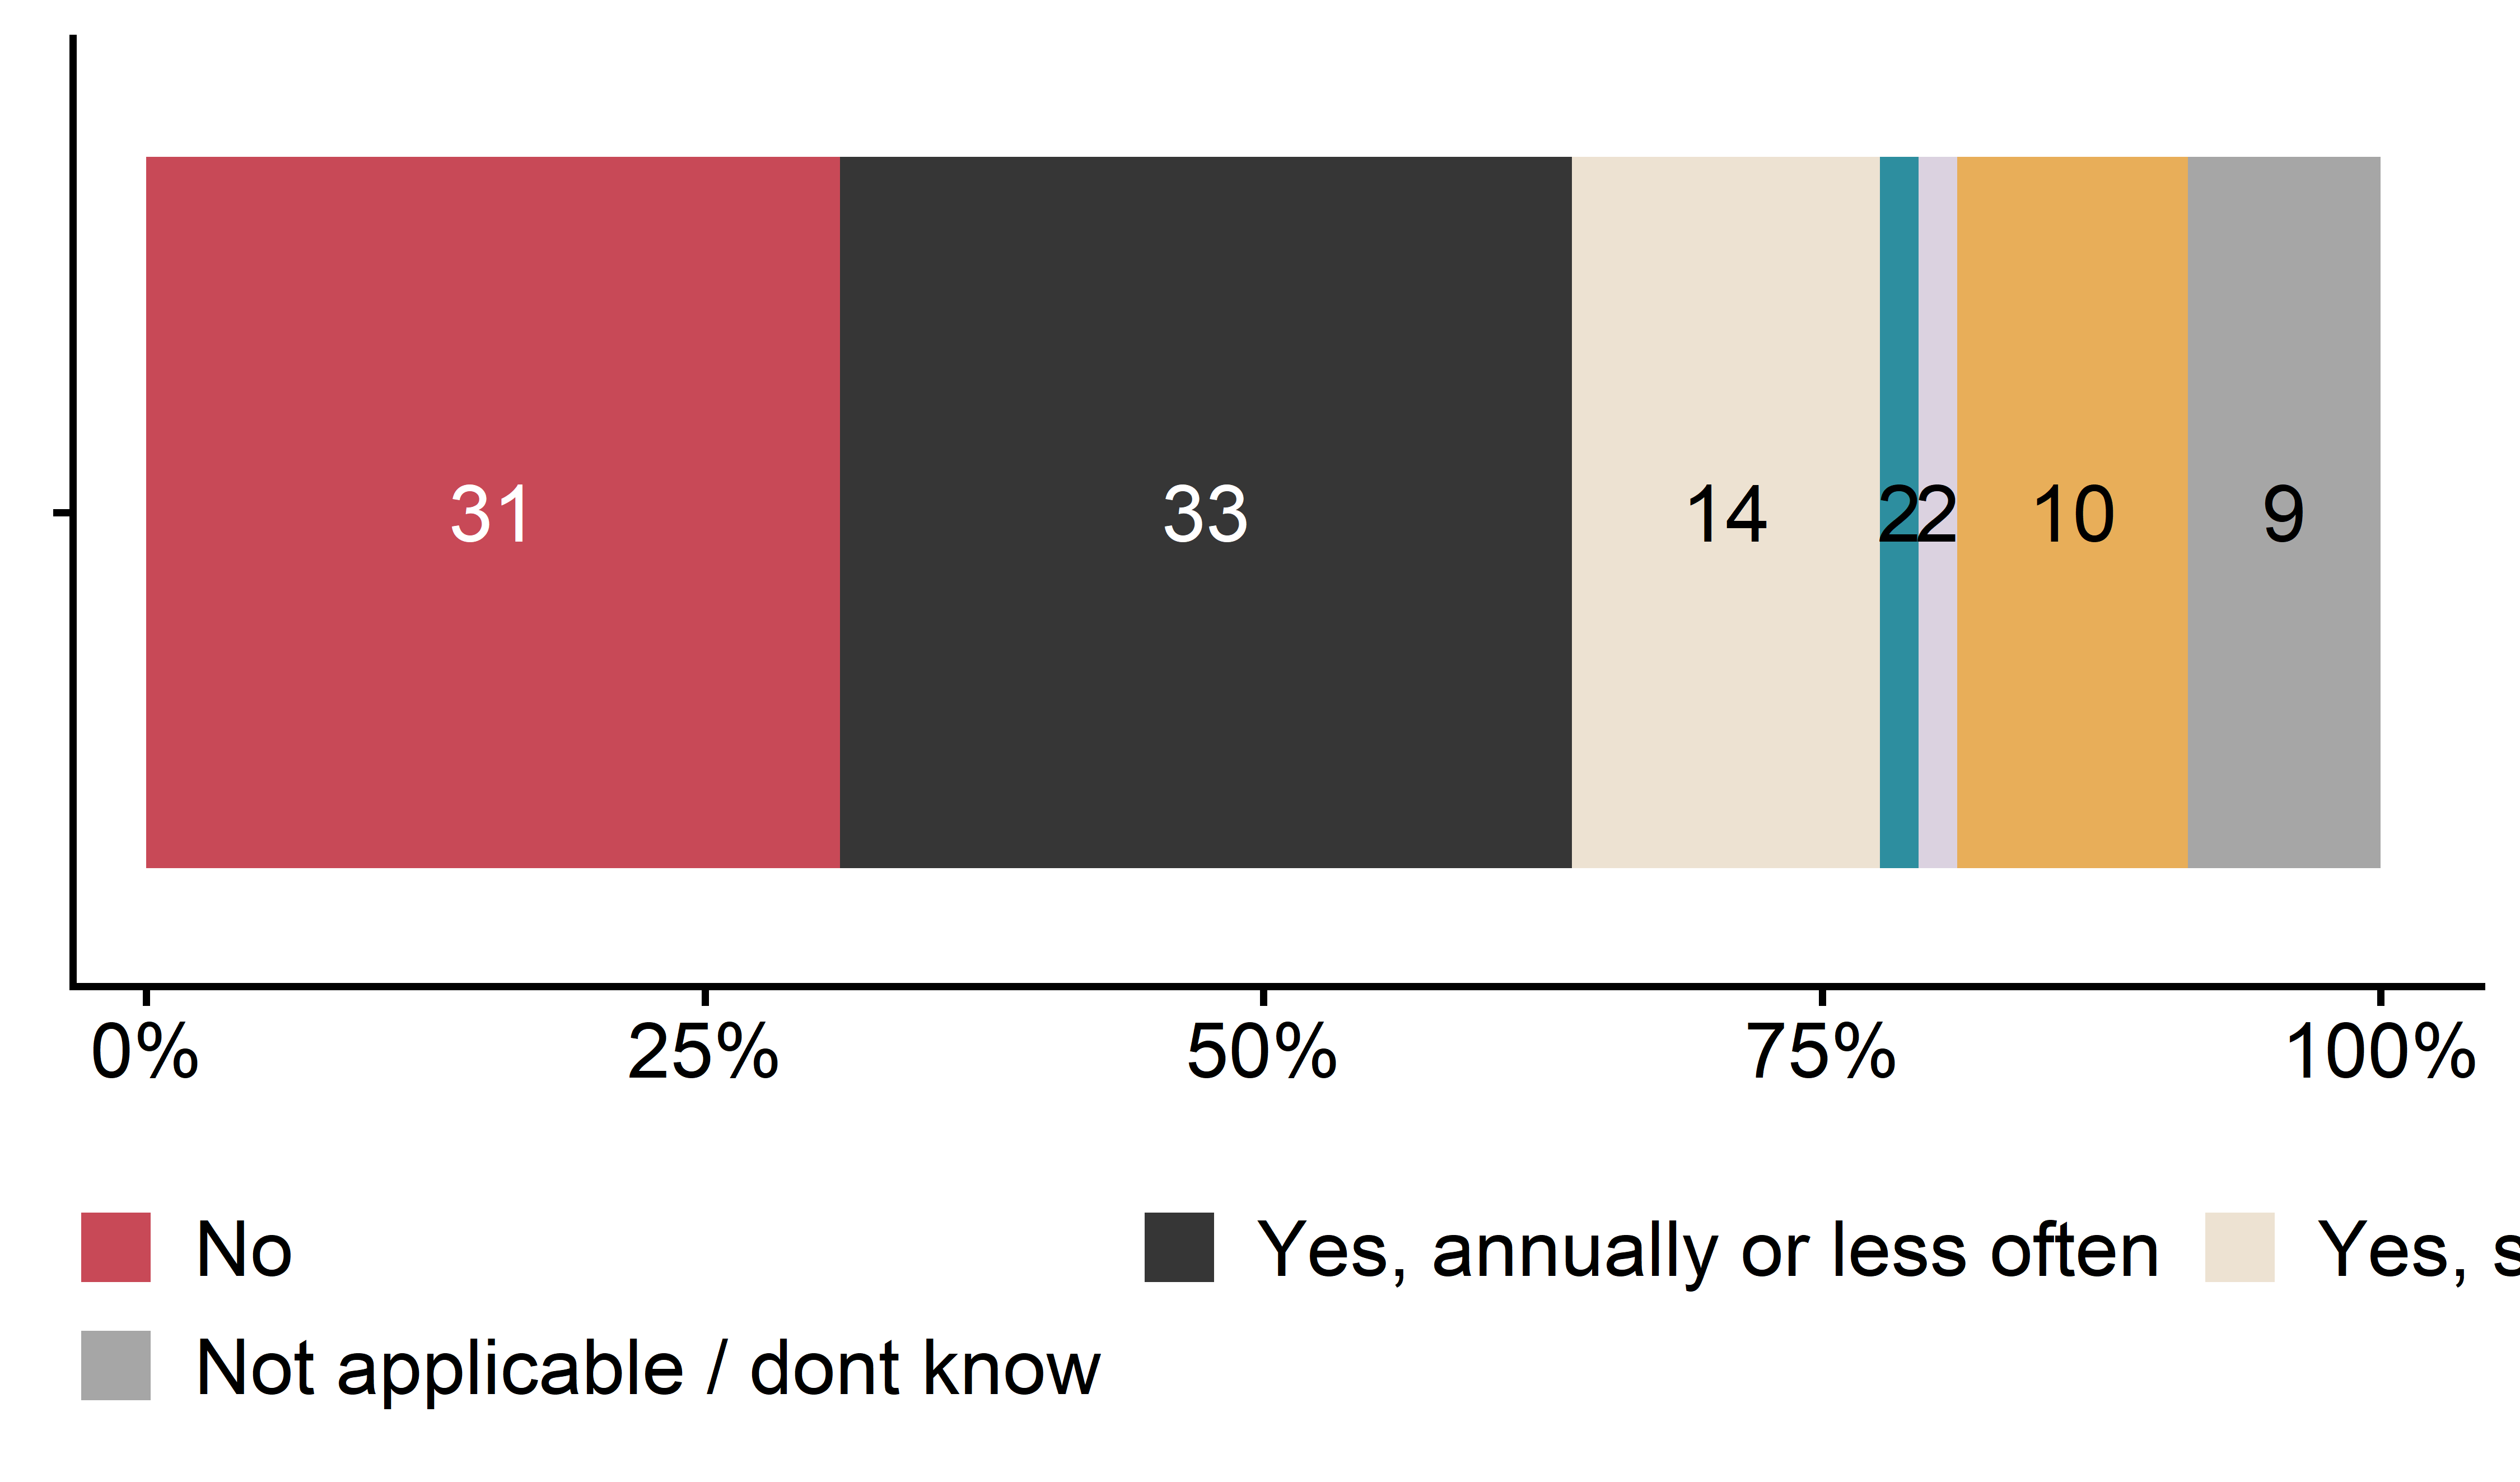 31 33 14 2 2 10 9
0% 25% 50% 75% 100%
No Yes, annually or less often Yes,
Not applicable / dont know